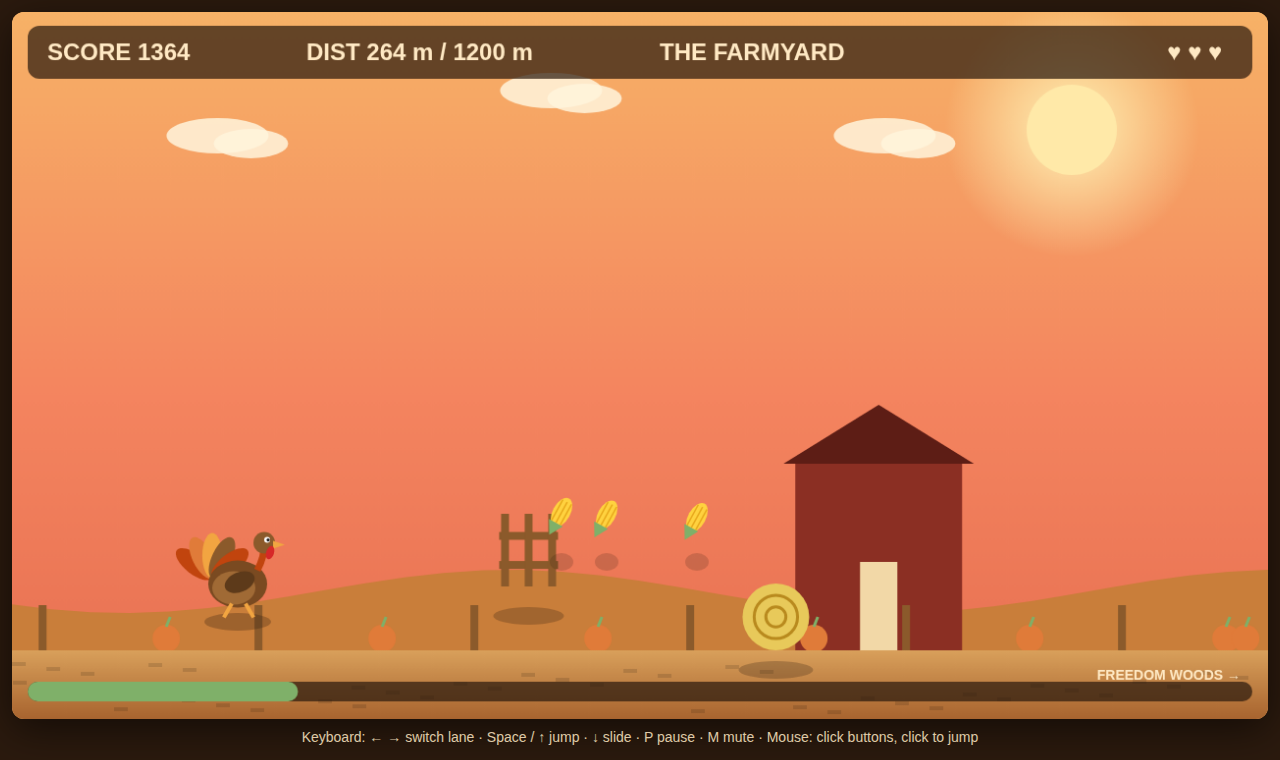 SCORE 1364 DIST 264 m / 1200 m THE FARMYARD ♥ ♥ ♥
FREEDOM WOODS →
Keyboard: ← → switch lane · Space / ↑ jump · ↓ slide · P pause · M mute · Mouse: click buttons, click to jump